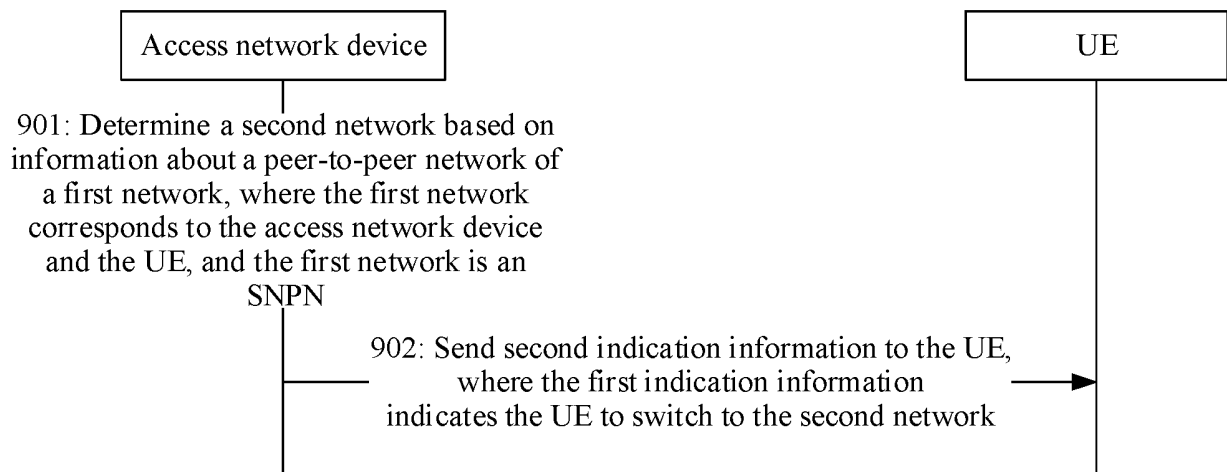 Access network device
UE
901: Determine a second network based on
information about a peer-to-peer network of
a first network, where the first network
corresponds to the access network device
and the UE, and the first network is an
SNPN
902: Send second indication information to the UE,
where the first indication information
indicates the UE to switch to the second network